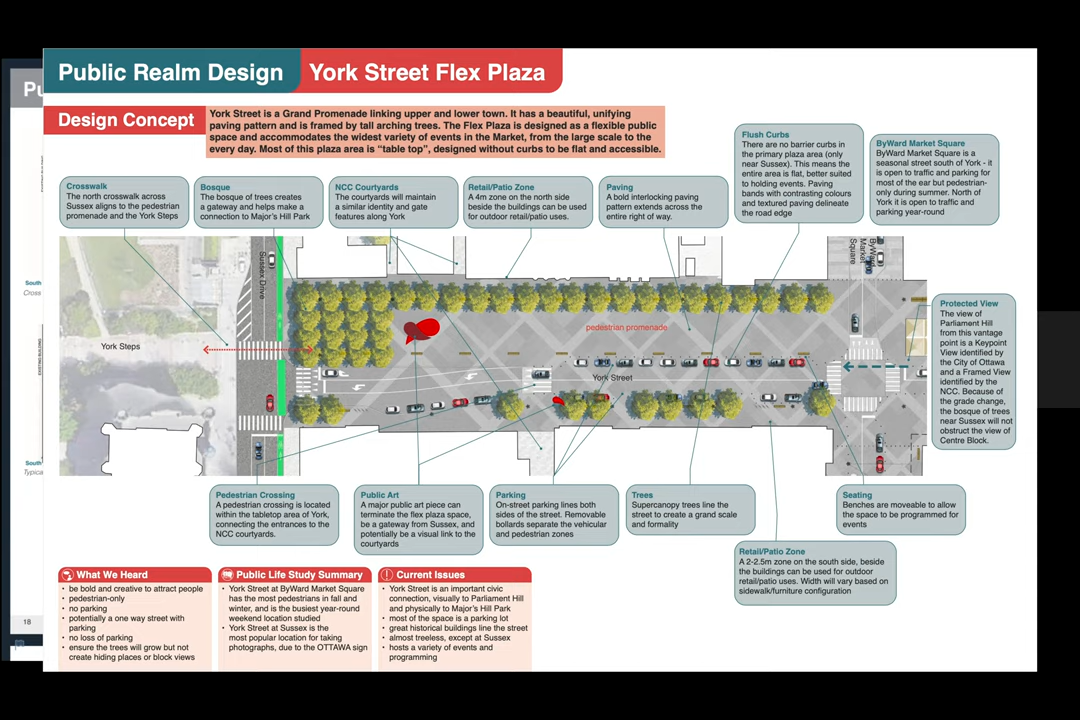 Public Realm Design
York Street Flex Plaza
Pu
Design Concept
York Street is a Grand Promenade linking upper and lower town. It has a beautiful, unifying
paving pattern and is framed by tall arching trees. The Flex Plaza is designed as a flexible public
space and accommodates the widest variety of events in the Market, from the large scale to the
every day. Most of this plaza area is “table top”, designed without curbs to be flat and accessible.
Crosswalk
The north crosswalk across
Sussex aligns to the pedestrian
promenade and the York Steps
Bosque
The bosque of trees creates
a gateway and helps make a
connection to Major's Hill Park
NCC Courtyards
The courtyards will maintain
a similar identity and gate
features along York
Retail/Patio Zone
A 4m zone on the north side
beside the buildings can be used
for outdoor retail/patio uses.
Paving
A bold interlocking paving
pattern extends across the
entire right of way.
Flush Curbs
There are no barrier curbs in
the primary plaza area (only
near Sussex). This means the
entire area is flat, better suited
to holding events. Paving
bands with contrasting colours
and textured paving delineate
the road edge
ByWard Market Square
ByWard Market Square is a
seasonal street south of York - it
is open to traffic and parking for
most of the ear but pedestrian-
only during summer. North of
York it is open to traffic and
parking year-round
Sussex Drive
ByWard
Market
Square
pedestrian promenade
York Steps
York Street
South
Cross
EXISTING BUILDING
South
Typica
18
Protected View
The view of
Parliament Hill
from this vantage
point is a Keypoint
View identified by
the City of Ottawa
and a Framed View
identified by the
NCC. Because of
the grade change,
the bosque of trees
near Sussex will not
obstruct the view of
Centre Block.
Pedestrian Crossing
A pedestrian crossing is located
within the tabletop area of York,
connecting the entrances to the
NCC courtyards.
Public Art
A major public art piece can
terminate the flex plaza space,
be a gateway from Sussex, and
potentially be a visual link to the
courtyards
Parking
On-street parking lines both
sides of the street. Removable
bollards separate the vehicular
and pedestrian zones
Trees
Supercanopy trees line the
street to create a grand scale
and formality
Seating
Benches are moveable to allow
the space to be programmed for
events
Retail/Patio Zone
A 2-2.5m zone on the south side, beside
the buildings can be used for outdoor
retail/patio uses. Width will vary based on
sidewalk/furniture configuration
What We Heard
• be bold and creative to attract people
• pedestrian-only
• no parking
• potentially a one way street with
parking
• no loss of parking
• ensure the trees will grow but not
create hiding places or block views
Public Life Study Summary
• York Street at ByWard Market Square
has the most pedestrians in fall and
winter, and is the busiest year-round
weekend location studied
• York Street at Sussex is the
most popular location for taking
photographs, due to the OTTAWA sign
Current Issues
• York Street is an important civic
connection, visually to Parliament Hill
and physically to Major's Hill Park
• most of the space is a parking lot
• great historical buildings line the street
• almost treeless, except at Sussex
• hosts a variety of events and
programming